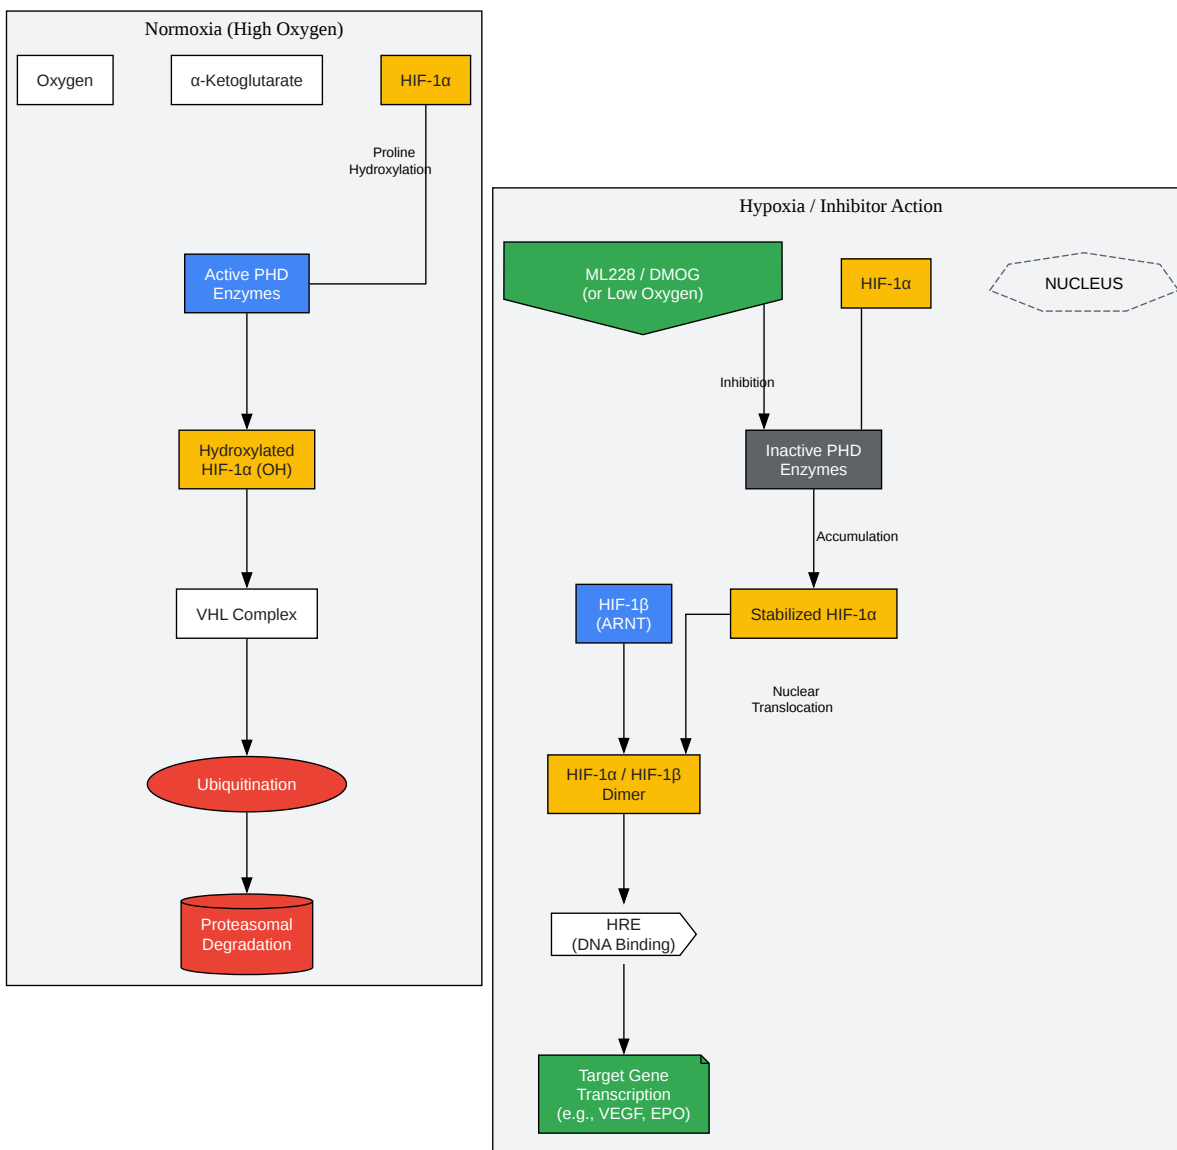 Normoxia (High Oxygen)
Oxygen
α-Ketoglutarate
HIF-1α
Proline
Hydroxylation
Active PHD
Enzymes
Hydroxylated
HIF-1α (OH)
VHL Complex
Ubiquitination
Proteasomal
Degradation
Hypoxia / Inhibitor Action
ML228 / DMOG
(or Low Oxygen)
HIF-1α
NUCLEUS
Inhibition
Inactive PHD
Enzymes
Accumulation
HIF-1β
(ARNT)
Stabilized HIF-1α
Nuclear
Translocation
HIF-1α / HIF-1β
Dimer
HRE
(DNA Binding)
Target Gene
Transcription
(e.g., VEGF, EPO)